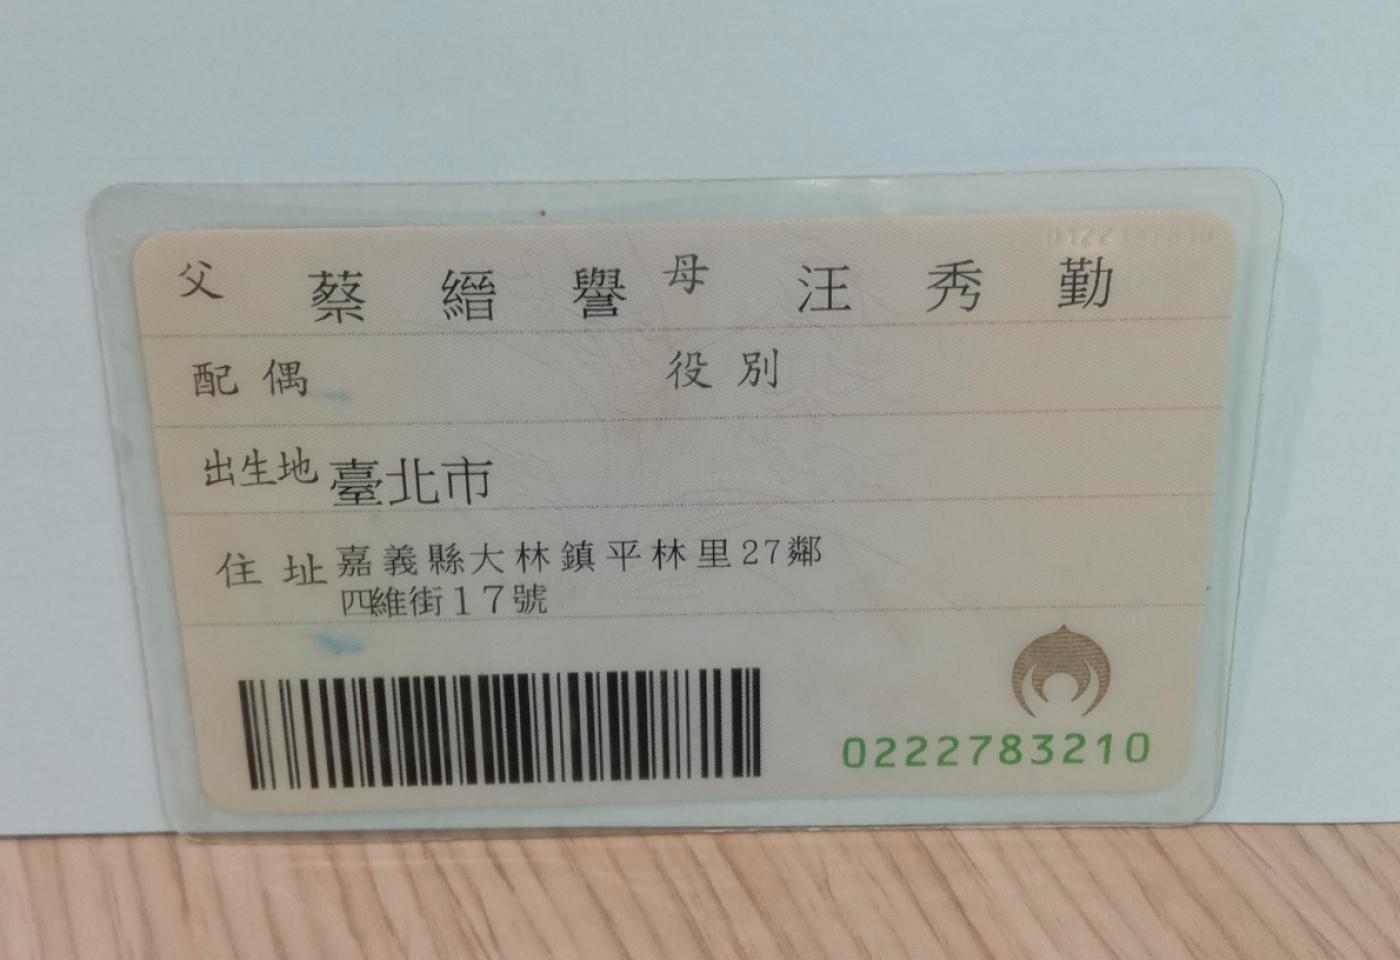 父 蔡縉譽 母 汪秀勤
配偶 役別
出生地 臺北市
住址 嘉義縣大林鎮平林里27鄰
四維街17號
0222783210